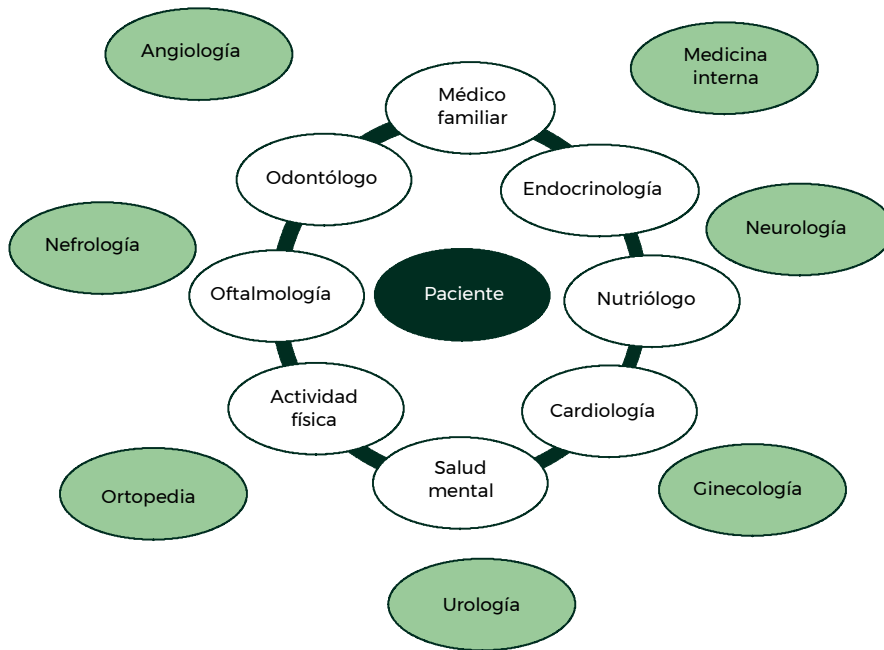 Angiología
Medicina
interna
Médico
familiar
Odontólogo
Endocrinología
Nefrología
Neurología
Oftalmología
Paciente
Nutriólogo
Actividad
física
Cardiología
Salud
mental
Ortopedia
Ginecología
Urología